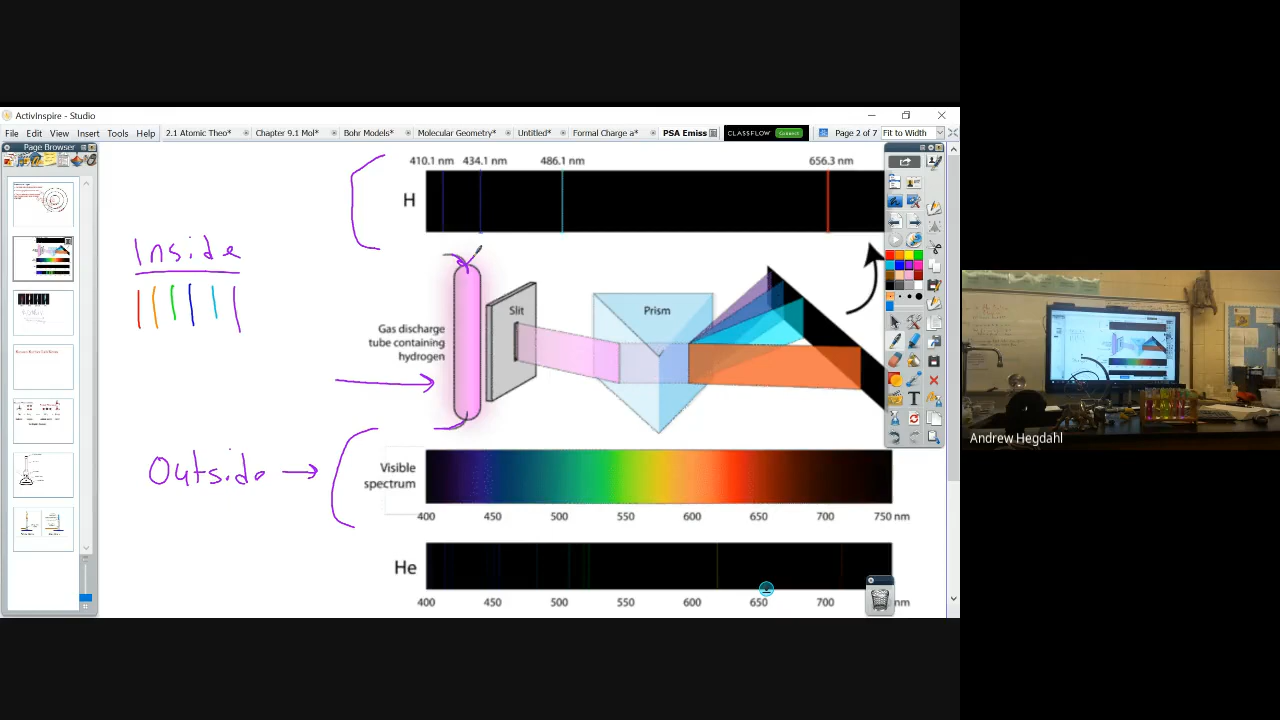 ActivInspire - Studio
File Edit View Insert Tools Help
2.1 Atomic Theo* Chapter 9.1 Mol* Bohr Models* Molecular Geometry* Untitled* Formal Charge a* PSA Emiss CLASSFLOW Connect Page 2 of 7 Fit to Width
Page Browser
410.1 nm 434.1 nm 486.1 nm 656.3 nm
H
Inside
Slit
Prism
Gas discharge
tube containing
hydrogen
T
Andrew Hegdahl
Outside
Visible
spectrum
400 450 500 550 600 650 700 750 nm
He
400 450 500 550 600 650 700 nm